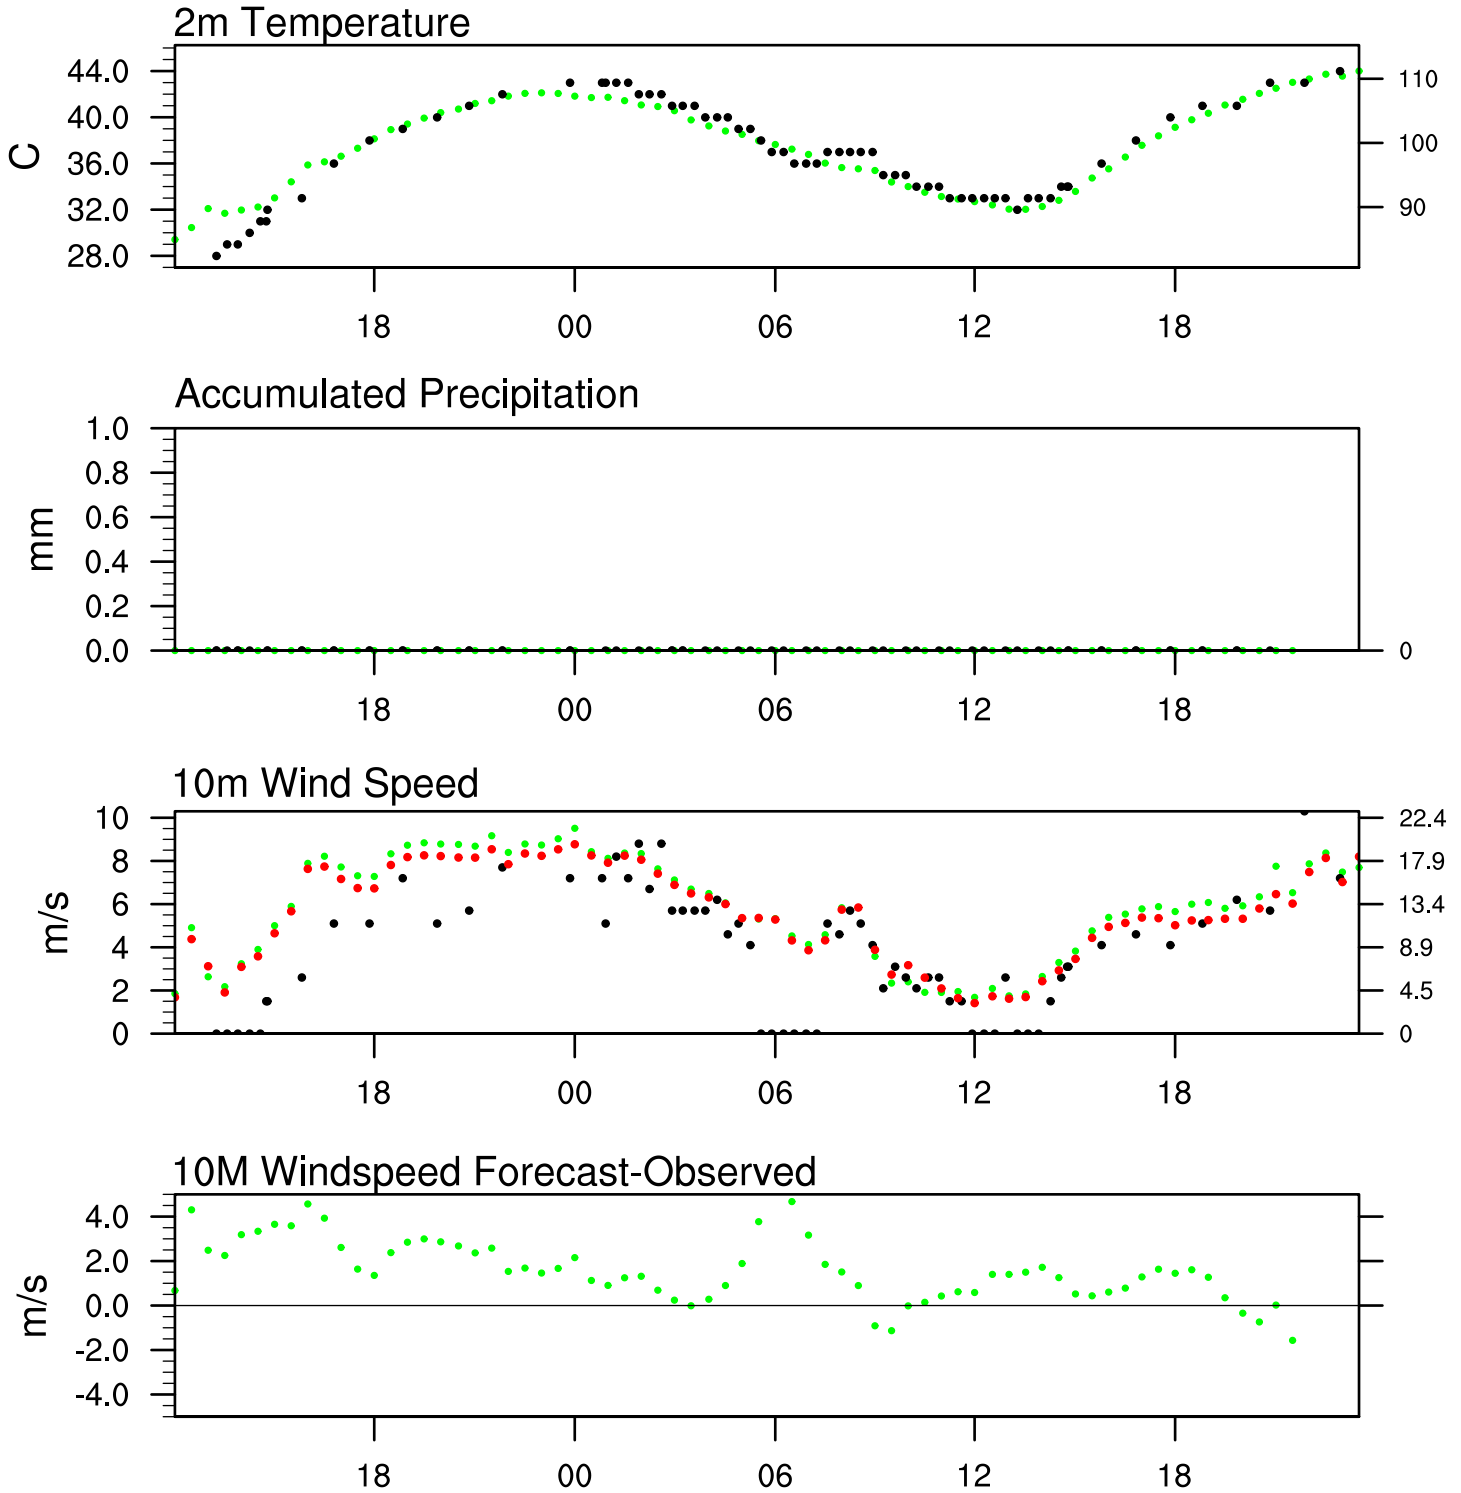 2m Temperature
C
44.0
40.0
36.0
32.0
28.0
110
100
90
18 00 06 12 18
Accumulated Precipitation
mm
1.0
0.8
0.6
0.4
0.2
0.0
0
18 00 06 12 18
10m Wind Speed
m/s
10
8
6
4
2
0
22.4
17.9
13.4
8.9
4.5
0
18 00 06 12 18
10M Windspeed Forecast-Observed
m/s
4.0
2.0
0.0
-2.0
-4.0
18 00 06 12 18